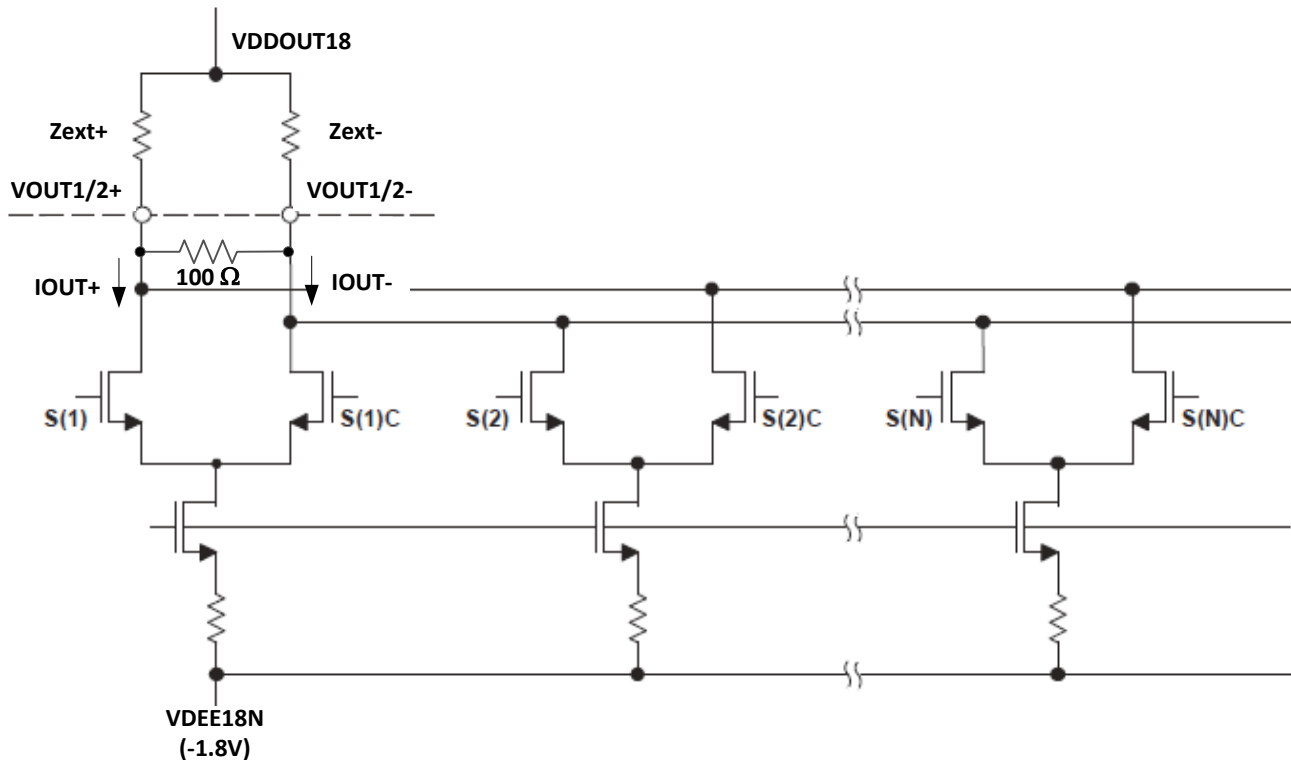 VDDOUT18
Zext+
Zext-
VOUT1/2+
VOUT1/2-
100 Ω
IOUT+
IOUT-
S(1)
S(1)C
S(2)
S(2)C
S(N)
S(N)C
VDEE18N
(-1.8V)